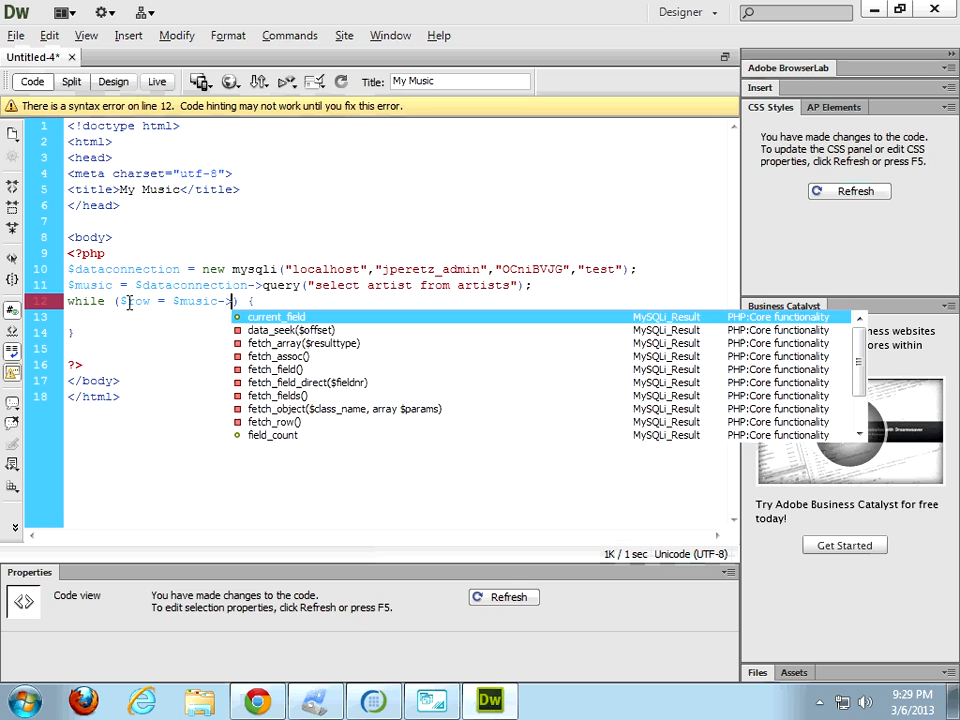 Dw
Designer
File Edit View Insert Modify Format Commands Site Window Help
Untitled-4*
Code Split Design Live Title: My Music
There is a syntax error on line 12. Code hinting may not work until you fix this error.
1 <!doctype html>
2 <html>
3 <head>
4 <meta charset="utf-8">
5 <title>My Music</title>
6 </head>
7
8 <body>
9 <?php
10 $dataconnection = new mysqli("localhost","jperetz_admin","OCniBVJG","test");
11 $music = $dataconnection->query("select artist from artists");
12 while ($row = $music->) {
13
14 }
15
16 ?>
17 </body>
18 </html>
current_field MySQLi_Result PHP:Core functionality
data_seek($offset) MySQLi_Result PHP:Core functionality
fetch_array($resulttype) MySQLi_Result PHP:Core functionality
fetch_assoc() MySQLi_Result PHP:Core functionality
fetch_field() MySQLi_Result PHP:Core functionality
fetch_field_direct($fieldnr) MySQLi_Result PHP:Core functionality
fetch_fields() MySQLi_Result PHP:Core functionality
fetch_object($class_name, array $params) MySQLi_Result PHP:Core functionality
fetch_row() MySQLi_Result PHP:Core functionality
field_count MySQLi_Result PHP:Core functionality
1K / 1 sec Unicode (UTF-8)
Properties
Code view
You have made changes to the code.
To edit selection properties, click Refresh or press F5.
Refresh
Adobe BrowserLab
Insert
CSS Styles AP Elements
You have made changes to the code.
To update the CSS panel or edit CSS
properties, click Refresh or press F5.
Refresh
Business Catalyst
ness websites
ores within
Try Adobe Business Catalyst for free
today!
Get Started
Files Assets
Dw
9:29 PM
3/6/2013